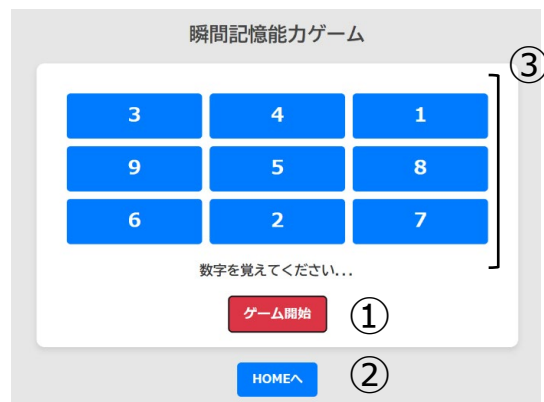 瞬間記憶能力ゲーム
③
3 4 1
9 5 8
6 2 7
数字を覚えてください...
ゲーム開始 ①
HOMEへ ②